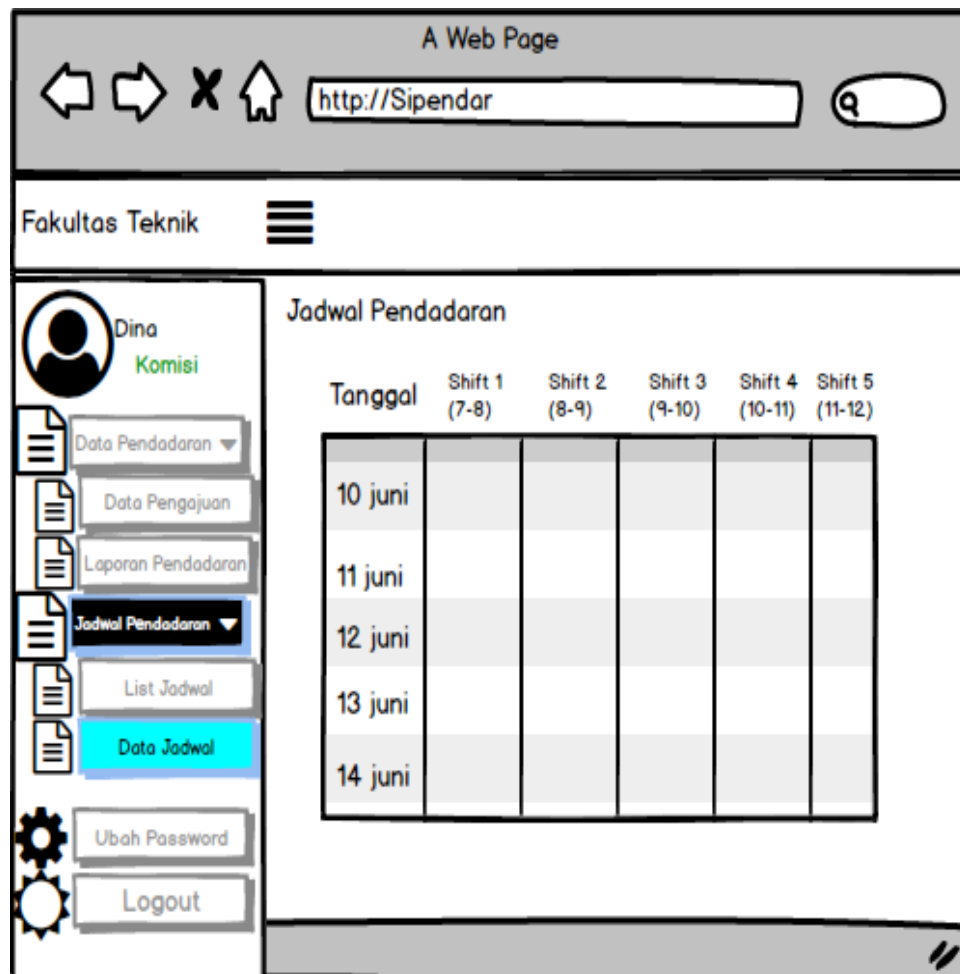 A Web Page
http://Sipendar
Fakultas Teknik
Dina
Komisi
Data Pendadaran
Data Pengajuan
Laporan Pendadaran
Jadwal Pendadaran
List Jadwal
Data Jadwal
Ubah Password
Logout
Jadwal Pendadaran
Tanggal Shift 1 Shift 2 Shift 3 Shift 4 Shift 5
(7-8) (8-9) (9-10) (10-11) (11-12)
10 juni
11 juni
12 juni
13 juni
14 juni